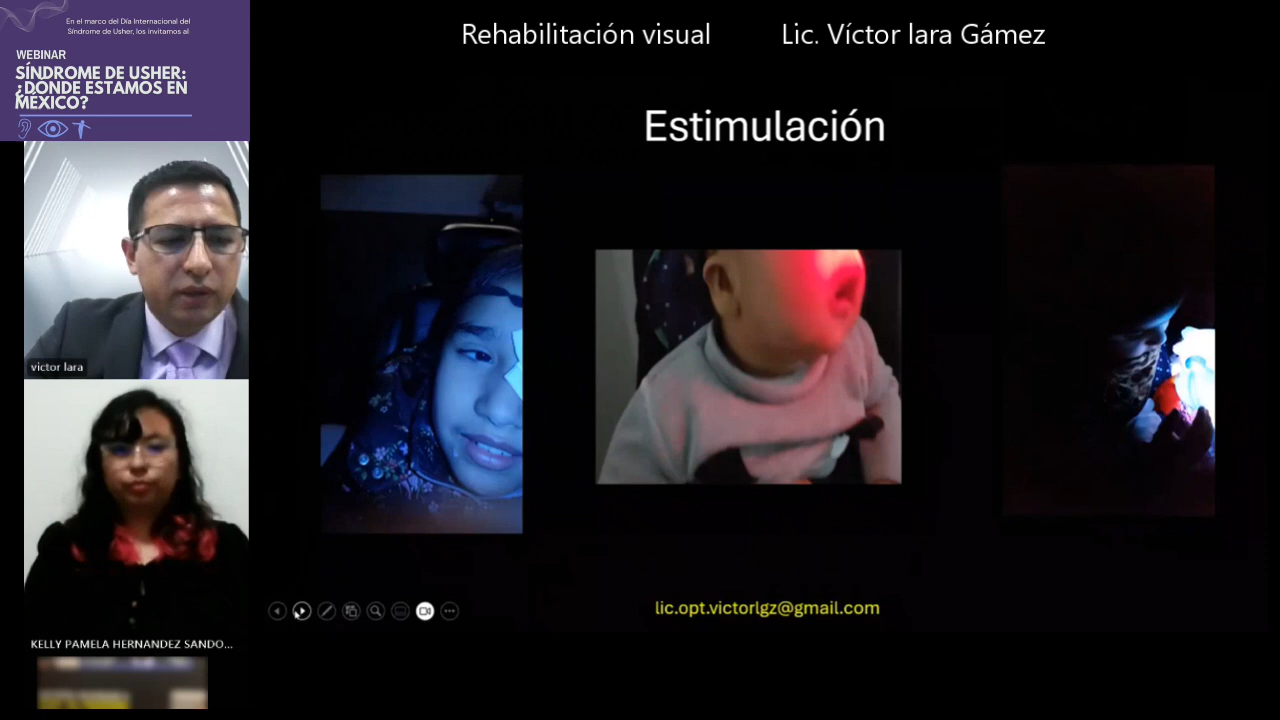 En el marco del Día Internacional del
Síndrome de Usher, los invitamos al
WEBINAR
SÍNDROME DE USHER:
¿DÓNDE ESTAMOS EN
MÉXICO?
Rehabilitación visual
Lic. Víctor lara Gámez
Estimulación
victor lara
KELLY PAMELA HERNANDEZ SANDO...
lic.opt.victorlgz@gmail.com